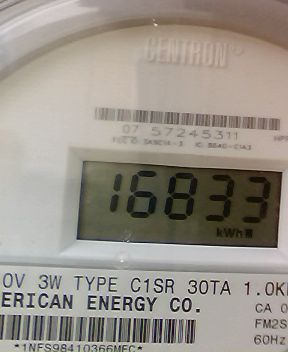 CENTRON®
07 57245311
16833
kWh
0V 3W TYPE C1SR 30TA 1.0K
ERICAN ENERGY CO.
CA 0
FM2S
60Hz
*1NFS98410366MEC*